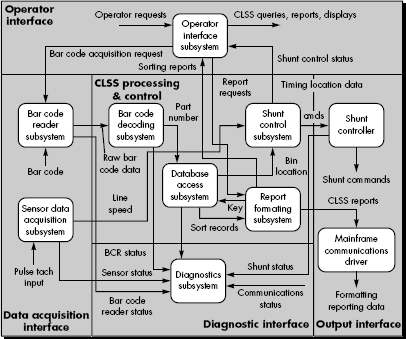 Operator
interface
Operator requests
Operator
interface
subsystem
CLSS queries, reports, displays
Bar code acquisition request
Sorting reports
Shunt control status
CLSS processing
& control
Report
requests
Timing location data
Bar code
reader
subsystem
Bar code
decoding
subsystem
Part
number
Shunt
control
subsystem
cmds
Shunt
controller
Bar code
Raw bar
code data
Database
access
subsystem
Bin
location
Shunt commands
Sensor data
acquisition
subsystem
Line
speed
Key
Report
formating
subsystem
CLSS reports
Sort records
Mainframe
communications
driver
Pulse tach
input
BCR status
Sensor status
Diagnostics
subsystem
Shunt status
Bar code
reader status
Communications
status
Formatting
reporting data
Data acquisition
interface
Diagnostic interface
Output interface